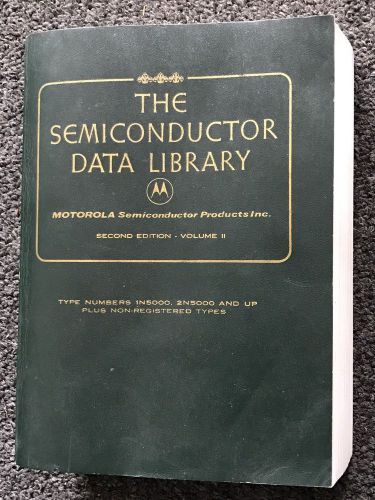 THE
SEMICONDUCTOR
DATA LIBRARY
MOTOROLA Semiconductor Products Inc.
SECOND EDITION - VOLUME II
TYPE NUMBERS 1N5000, 2N5000 AND UP
PLUS NON-REGISTERED TYPES